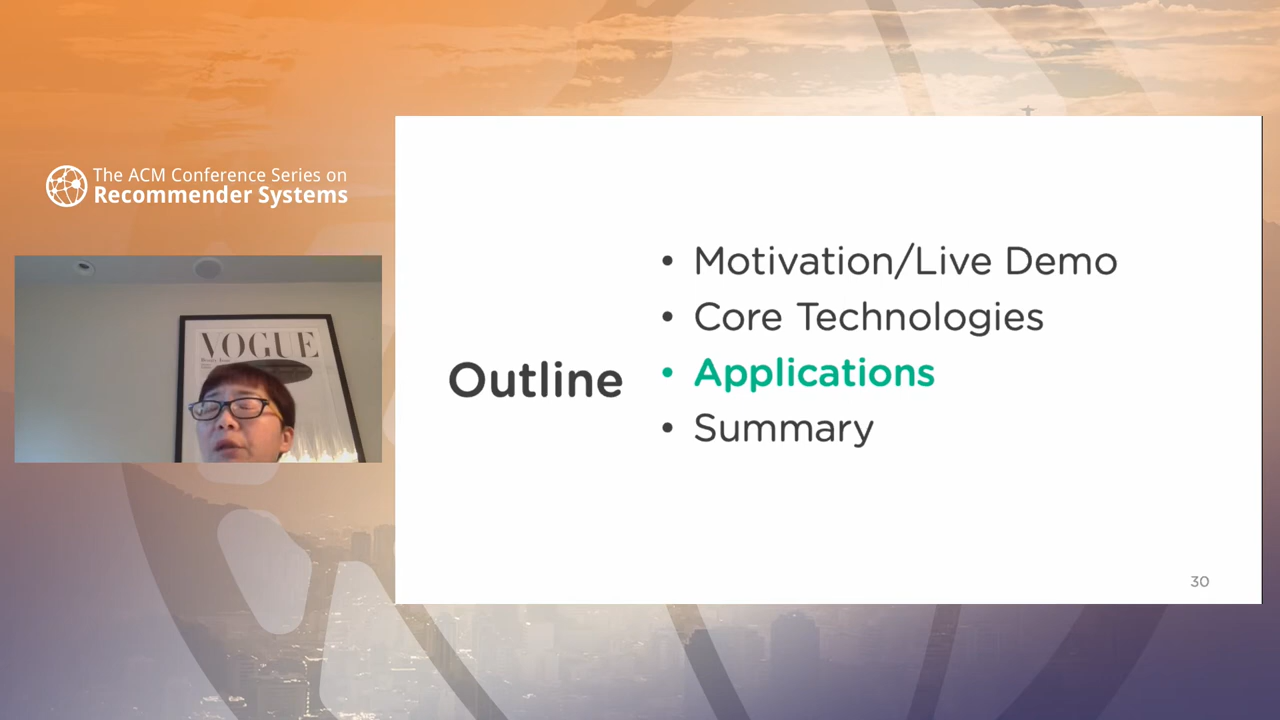 The ACM Conference Series on
Recommender Systems
VOGUE
Outline
• Motivation/Live Demo
• Core Technologies
• Applications
• Summary
30